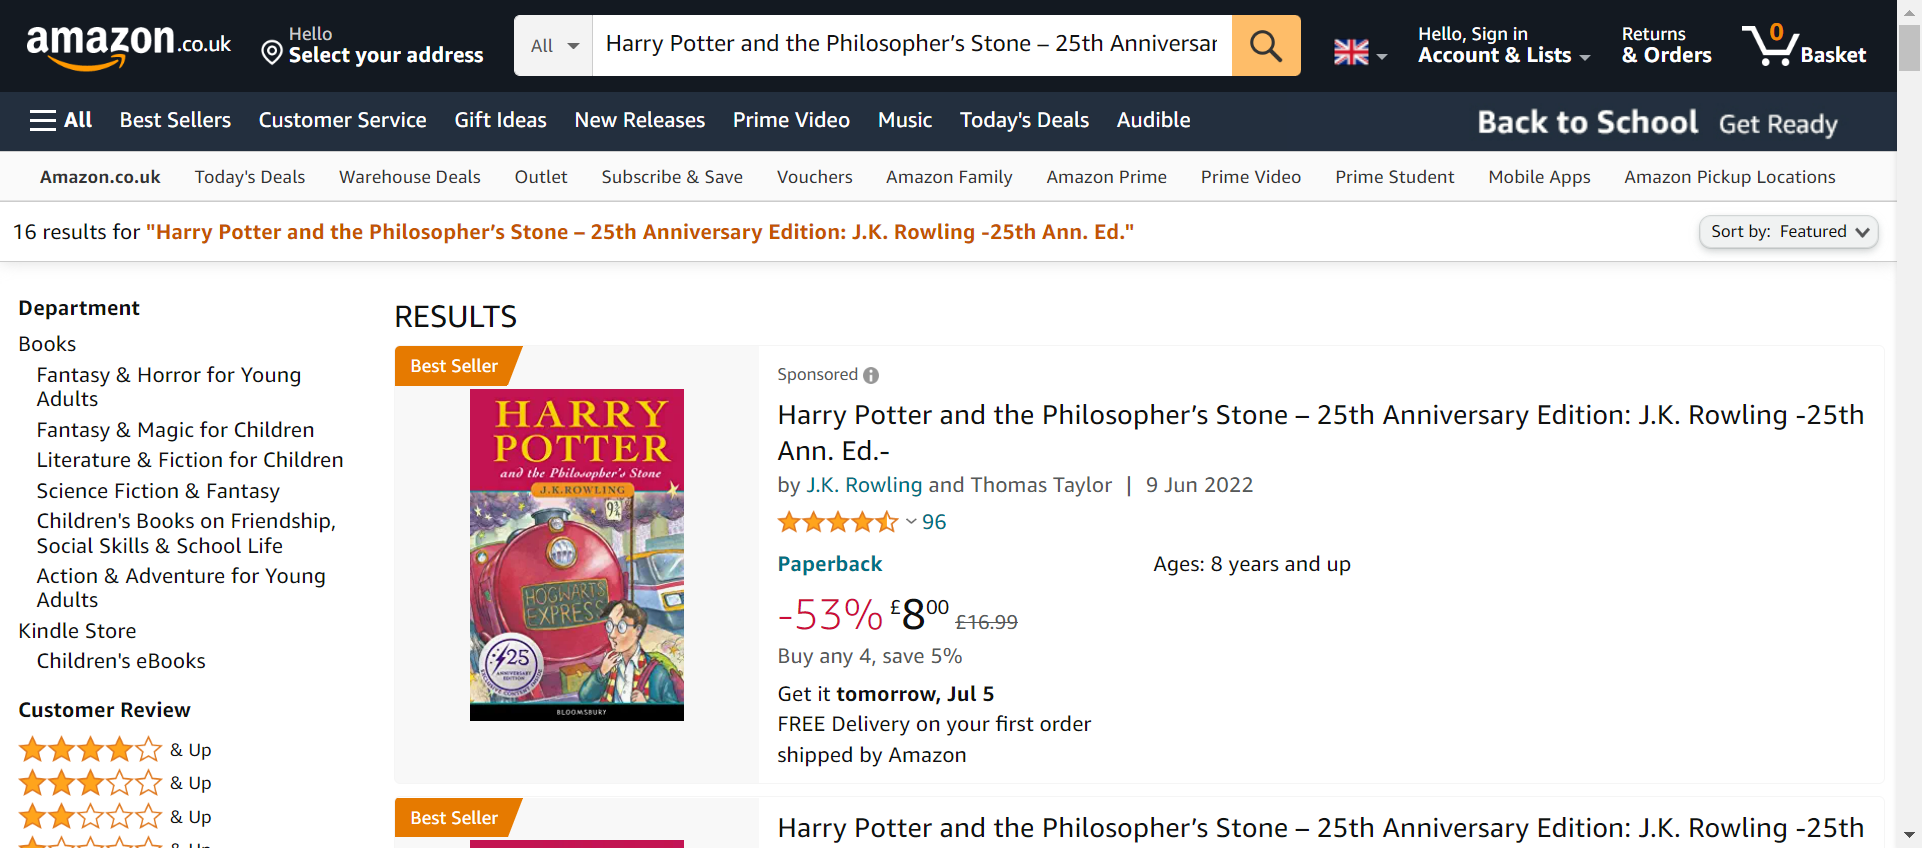 amazon.co.uk
Hello
Select your address
All
Harry Potter and the Philosopher's Stone – 25th Anniversar
Hello, Sign in
Account & Lists
Returns
& Orders
0
Basket
All
Best Sellers
Customer Service
Gift Ideas
New Releases
Prime Video
Music
Today's Deals
Audible
Back to School
Get Ready
Amazon.co.uk
Today's Deals
Warehouse Deals
Outlet
Subscribe & Save
Vouchers
Amazon Family
Amazon Prime
Prime Video
Prime Student
Mobile Apps
Amazon Pickup Locations
16 results for "Harry Potter and the Philosopher's Stone – 25th Anniversary Edition: J.K. Rowling -25th Ann. Ed."
Sort by: Featured
Department
Books
Fantasy & Horror for Young
Adults
Fantasy & Magic for Children
Literature & Fiction for Children
Science Fiction & Fantasy
Children's Books on Friendship,
Social Skills & School Life
Action & Adventure for Young
Adults
Kindle Store
Children's eBooks
Customer Review
& Up
& Up
& Up
& Up
RESULTS
Best Seller
HARRY
POTTER
and the Philosopher's Stone
J.K.ROWLING
9¾
HOGWARTS
EXPRESS
25
ANNIVERSARY
EDITION
EXCLUSIVE CONTENT INSIDE
BLOOMSBURY
Sponsored
Harry Potter and the Philosopher's Stone – 25th Anniversary Edition: J.K. Rowling -25th
Ann. Ed.-
by J.K. Rowling and Thomas Taylor | 9 Jun 2022
96
Paperback
Ages: 8 years and up
-53% £800 £16.99
Buy any 4, save 5%
Get it tomorrow, Jul 5
FREE Delivery on your first order
shipped by Amazon
Best Seller
Harry Potter and the Philosopher's Stone – 25th Anniversary Edition: J.K. Rowling -25th